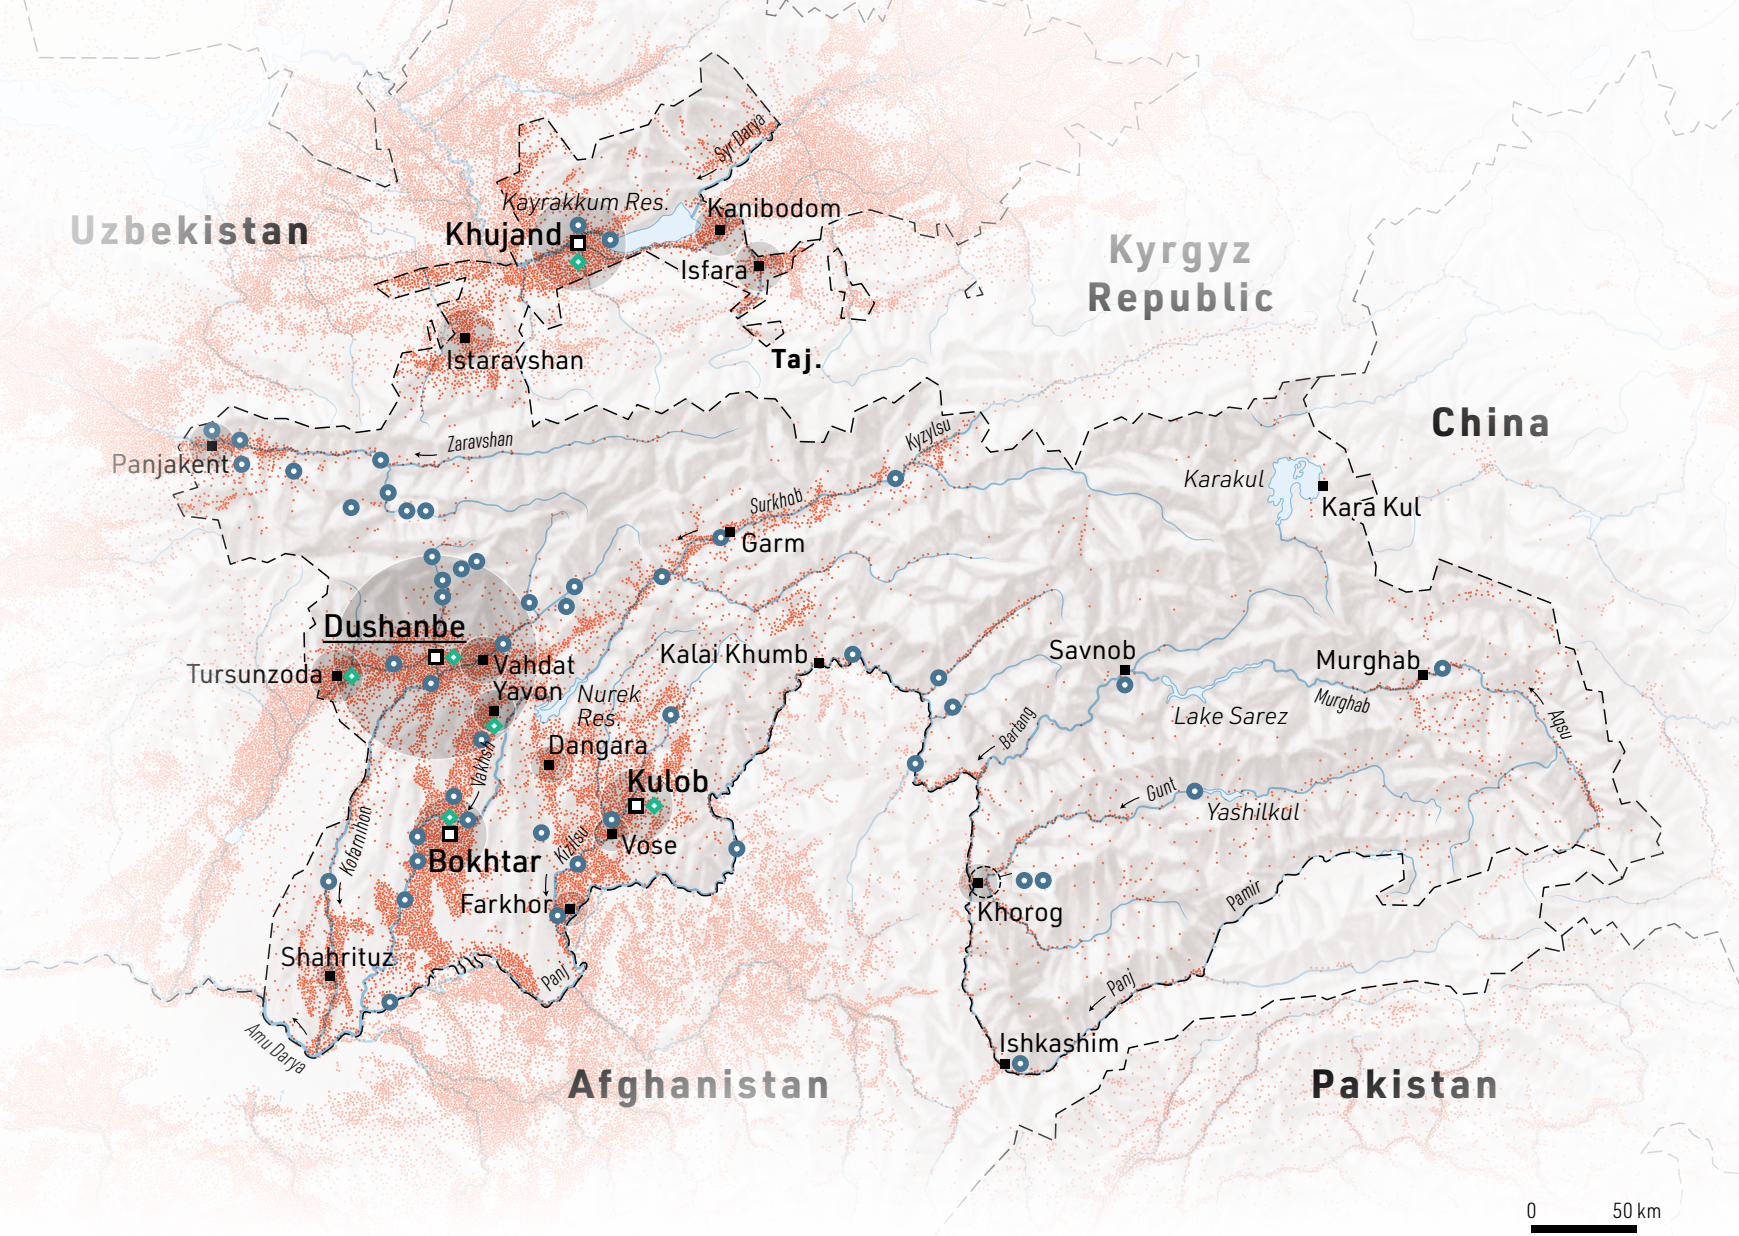 Syr Darya
Kayrakkum Res.
Kanibodom
Uzbekistan
Khujand
Kyrgyz
Republic
Isfara
Istaravshan
Taj.
China
Zaravshan
Kyzylsu
Panjakent
Karakul
Kara Kul
Surkhob
Garm
Dushanbe
Tursunzoda
Vahdat
Yavon
Nurek
Res.
Kalai Khumb
Savnob
Murghab
Murghab
Lake Sarez
Aqsu
Bartang
Dangara
Vakhsh
Kulob
Gunt
Yashilkul
Kofarnihon
Kizilsu
Vose
Bokhtar
Farkhor
Khorog
Pamir
Shahrituz
Panj
Panj
Amu Darya
Ishkashim
Afghanistan
Pakistan
0 50 km